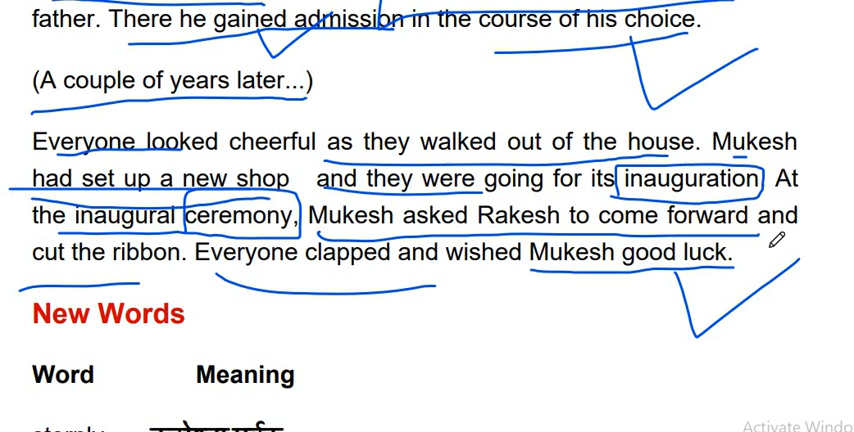 father. There he gained admission in the course of his choice.
(A couple of years later...)
Everyone looked cheerful as they walked out of the house. Mukesh
had set up a new shop and they were going for its inauguration. At
the inaugural ceremony, Mukesh asked Rakesh to come forward and
cut the ribbon. Everyone clapped and wished Mukesh good luck.
New Words
Word Meaning
Activate Windo